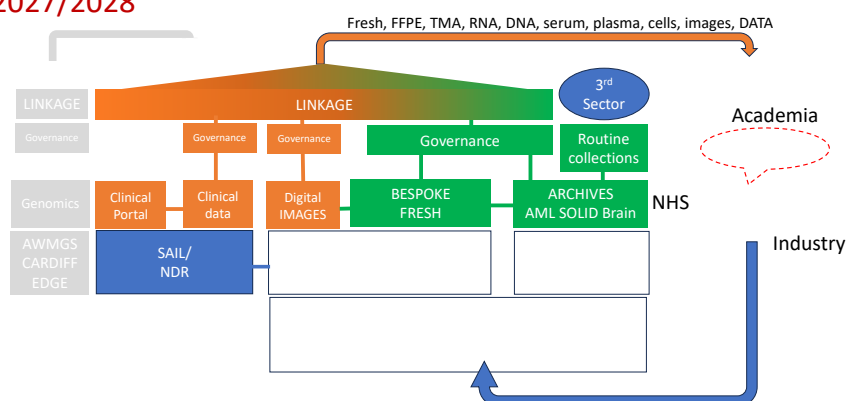 2027/2028
Fresh, FFPE, TMA, RNA, DNA, serum, plasma, cells, images, DATA
LINKAGE
LINKAGE
3rd
Sector
Academia
Governance
Governance
Governance
Governance
Routine
collections
Genomics
Clinical
Portal
Clinical
data
Digital
IMAGES
BESPOKE
FRESH
ARCHIVES
AML SOLID Brain
NHS
AWMGS
CARDIFF
EDGE
SAIL/
NDR
Industry